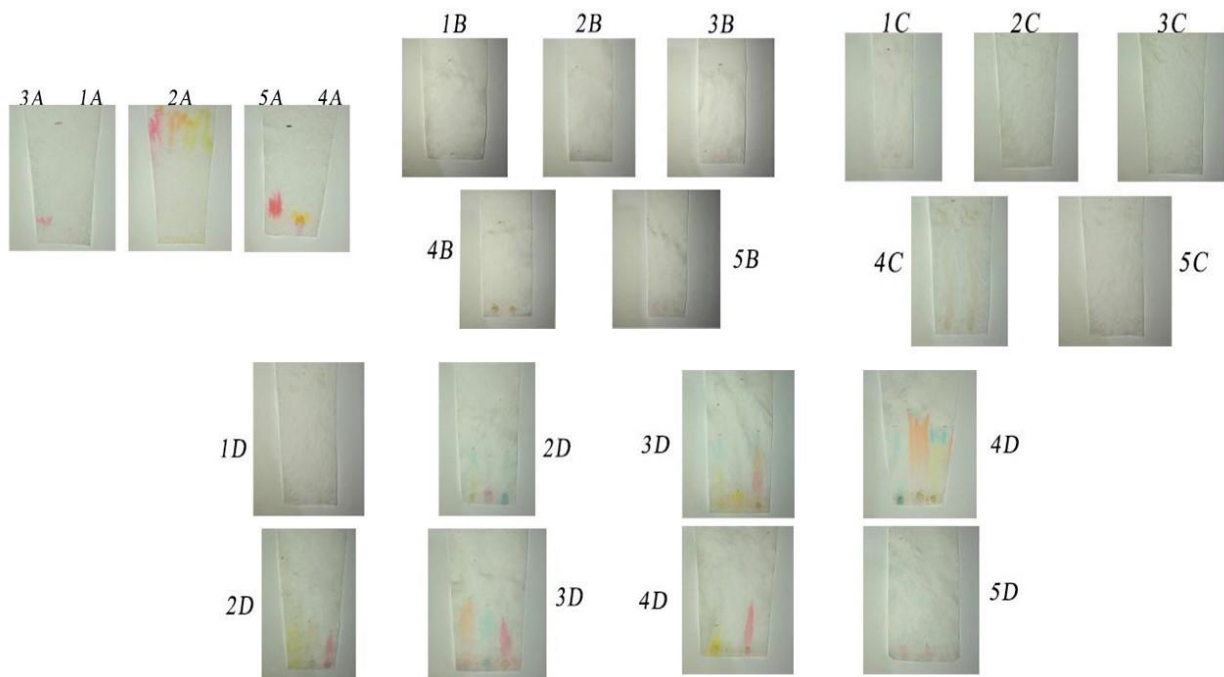 1B 2B 3B
1C 2C 3C
3A 1A 2A 5A 4A
4B 5B
4C 5C
1D 2D 3D 4D
2D 3D 4D 5D